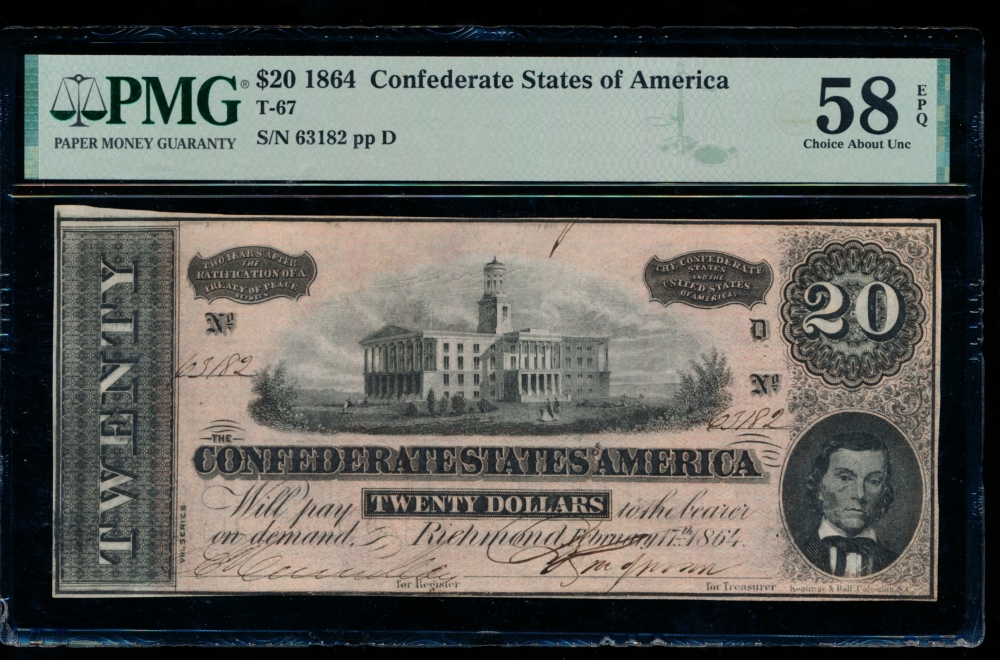 PMG®
PAPER MONEY GUARANTY
$20 1864 Confederate States of America
T-67
S/N 63182 pp D
58
EPQ
Choice About Unc
TWENTY
TWO YEARS AFTER
THE
RATIFICATION OF A
TREATY OF PEACE
BETWEEN
THE CONFEDERATE
STATES
AND THE
UNITED STATES
OF AMERICA
20
No
D
63182
No
63182
THE
CONFEDERATE STATES OF AMERICA
Will pay TWENTY DOLLARS to the bearer
on demand. Richmond February 17th 1864.
VIII. SERIES
for Register
for Treasurer
Keatinge & Ball, Columbia, S.C.